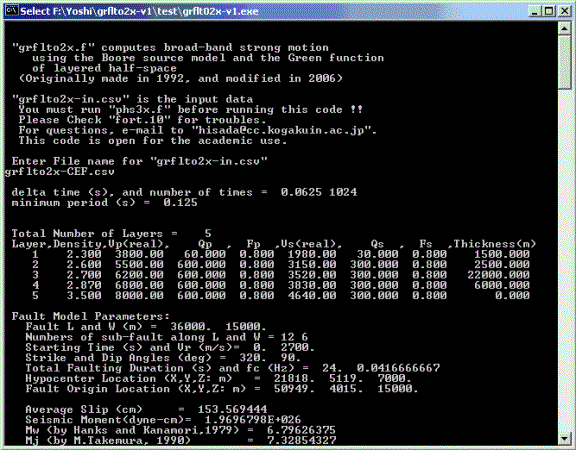 Select F:\Yoshi\grflto2x-v1\test\grflt02x-v1.exe
"grflto2x.f" computes broad-band strong motion
using the Boore source model and the Green function
of layered half-space
(Originally made in 1992, and modified in 2006)
"grflto2x-in.csv" is the input data
You must run "phs3x.f" before running this code !!
Please Check "fort.10" for troubles.
For questions, e-mail to "hisada@cc.kogakuin.ac.jp".
This code is open for the academic use.
Enter File name for "grflto2x-in.csv"
grflto2x-CEF.csv
delta time (s), and number of times =  0.0625 1024
minimum period (s) =  0.125
Total Number of Layers =    5
Layer,Density,Vp(real),   Qp  ,  Fp  ,Vs(real),   Qs  ,  Fs  ,Thickness(m)
1    2.300  3800.00    60.000  0.800  1980.00   30.000  0.800     1500.000
2    2.600  5500.00   600.000  0.800  3150.00  300.000  0.800     2500.000
3    2.700  6200.00   600.000  0.800  3520.00  300.000  0.800    22000.000
4    2.870  6800.00   600.000  0.800  3830.00  300.000  0.800     6000.000
5    3.500  8000.00   600.000  0.800  4640.00  300.000  0.800        0.000
Fault Model Parameters:
Fault L and W (m) =  36000.  15000.
Numbers of sub-fault along L and W = 12 6
Starting Time (s) and Vr (m/s)=  0.  2700.
Strike and Dip Angles (deg) =  320.  90.
Total Faulting Duration (s) and fc (Hz) =  24.  0.0416666667
Hypocenter Location (X,Y,Z: m)   =  21818.  5119.  7000.
Fault Origin Location (X,Y,Z: m) =  50949.  4015.  15000.
Average Slip (cm)      =  153.569444
Seismic Moment(dyne-cm)=  1.9696798E+026
Mw (by Hanks and Kanamori,1979) =  6.79626375
Mj (by M.Takemura, 1990)        =  7.32854327